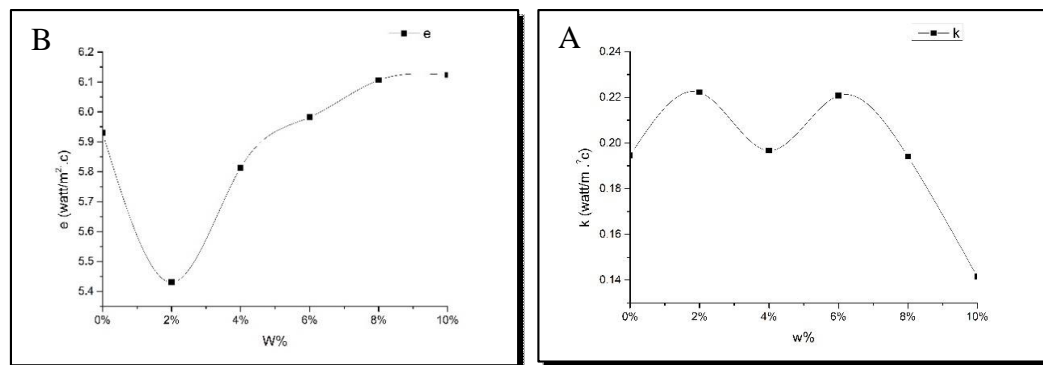 B
e
e (watt/m².c)
6.2
6.1
6.0
5.9
5.8
5.7
5.6
5.5
5.4
0% 2% 4% 6% 8% 10%
W%
A
k
k (watt/m .°c)
0.24
0.22
0.20
0.18
0.16
0.14
0% 2% 4% 6% 8% 10%
w%